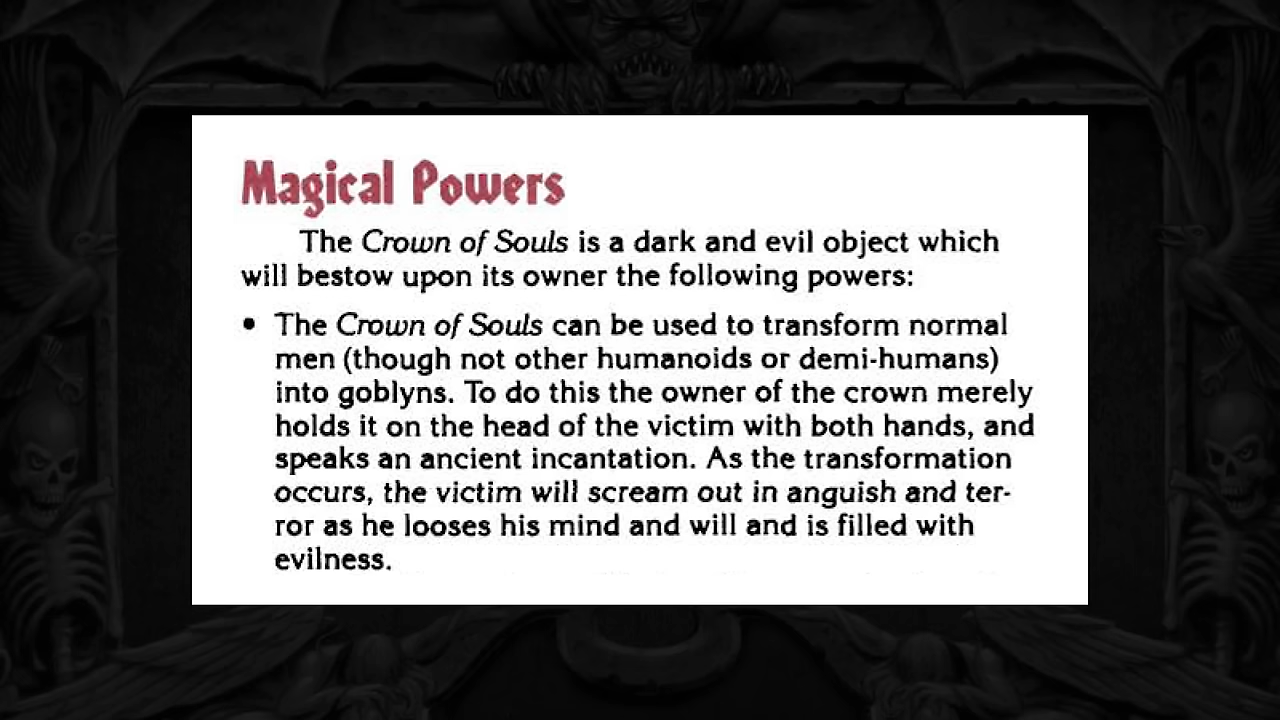 Magical Powers
The Crown of Souls is a dark and evil object which
will bestow upon its owner the following powers:
• The Crown of Souls can be used to transform normal
men (though not other humanoids or demi-humans)
into goblyns. To do this the owner of the crown merely
holds it on the head of the victim with both hands, and
speaks an ancient incantation. As the transformation
occurs, the victim will scream out in anguish and ter-
ror as he looses his mind and will and is filled with
evilness.